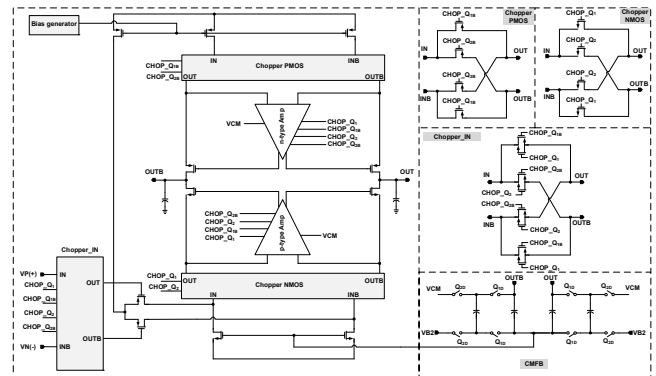 Bias generator
IN
INB
CHOP_Q1B
CHOP_Q2B
Chopper PMOS
OUT
OUTB
VCM
n-type Amp
CHOP_Q1
CHOP_Q1B
CHOP_Q2
CHOP_Q2B
OUTB
OUT
CHOP_Q2B
CHOP_Q2
CHOP_Q1B
CHOP_Q1
p-type Amp
VCM
CHOP_Q1
CHOP_Q2
OUT
OUTB
Chopper NMOS
IN
INB
Chopper_IN
VP(+)
IN
OUT
CHOP_Q1
CHOP_Q1B
CHOP_Q2
CHOP_Q2B
OUTB
VN(-)
INB
Chopper
PMOS
CHOP_Q1B
IN
CHOP_Q2B
OUT
CHOP_Q2B
INB
OUTB
CHOP_Q1B
Chopper
NMOS
CHOP_Q1
CHOP_Q2
IN
OUT
CHOP_Q2
INB
OUTB
CHOP_Q1
Chopper_IN
CHOP_Q1B
CHOP_Q1
CHOP_Q2B
IN
OUT
CHOP_Q2
CHOP_Q2B
INB
OUTB
CHOP_Q2
CHOP_Q1B
CHOP_Q1
OUTB
OUT
VCM
Q2D
Q1D
Q1D
Q2D
VCM
VB2
Q2D
Q1D
Q1D
Q2D
VB2
CMFB